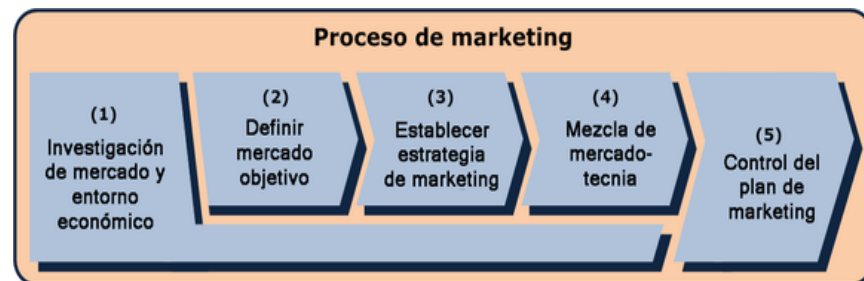 Proceso de marketing
(1)
Investigación
de mercado y
entorno
económico
(2)
Definir
mercado
objetivo
(3)
Establecer
estrategia
de marketing
(4)
Mezcla de
mercado-
tecnia
(5)
Control del
plan de
marketing